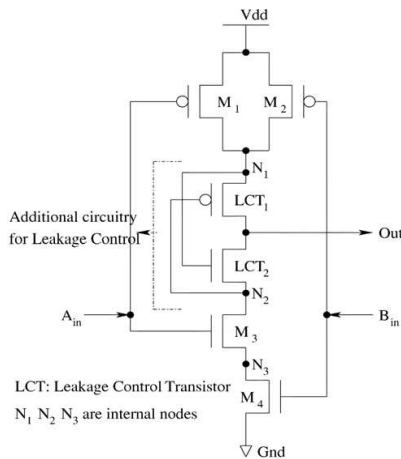 Vdd
M1 M2
N1
LCT1
Additional circuitry
for Leakage Control
Out
LCT2
N2
Ain
Bin
M3
N3
LCT: Leakage Control Transistor
M4
N1 N2 N3 are internal nodes
Gnd